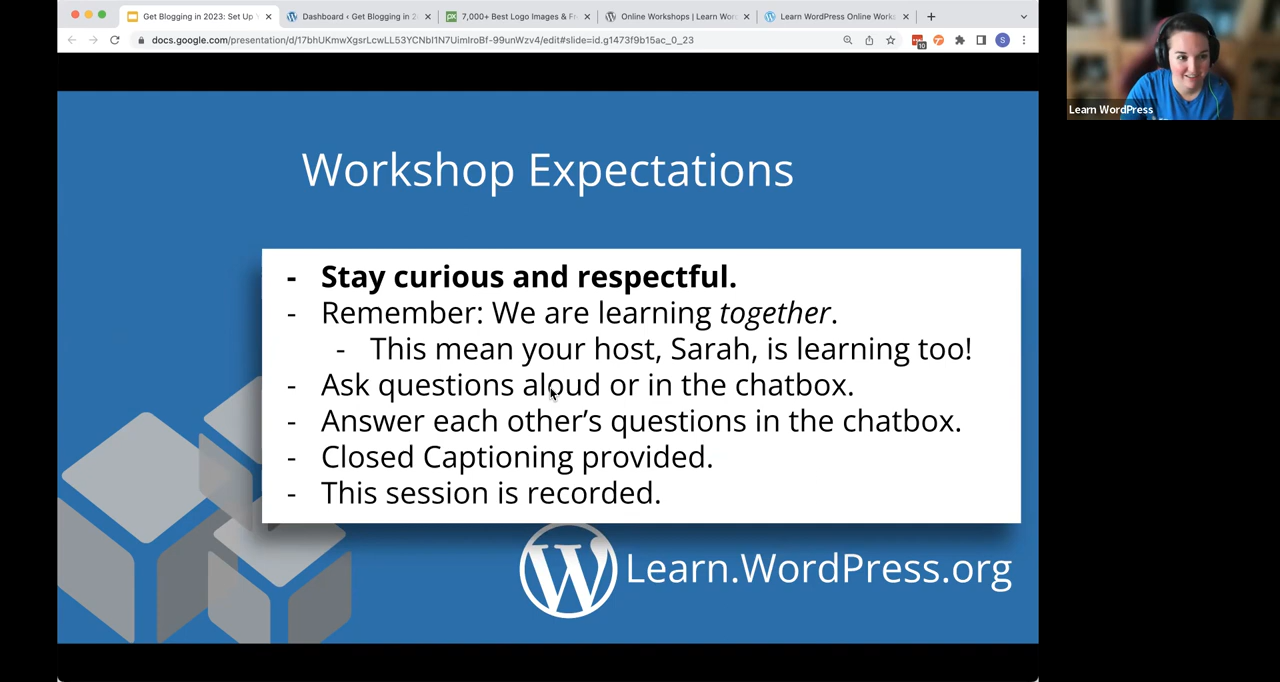 Get Blogging in 2023: Set Up
Dashboard ‹ Get Blogging in 2
7,000+ Best Logo Images & Fr
Online Workshops | Learn Wor
Learn WordPress Online Works
docs.google.com/presentation/d/17bhUKmwXgsrLcwLL53YCNbI1N7UimIroBf-99unWzv4/edit#slide=id.g1473f9b15ac_0_23
Learn WordPress
Workshop Expectations
- Stay curious and respectful.
- Remember: We are learning together.
- This mean your host, Sarah, is learning too!
- Ask questions aloud or in the chatbox.
- Answer each other's questions in the chatbox.
- Closed Captioning provided.
- This session is recorded.
Learn.WordPress.org